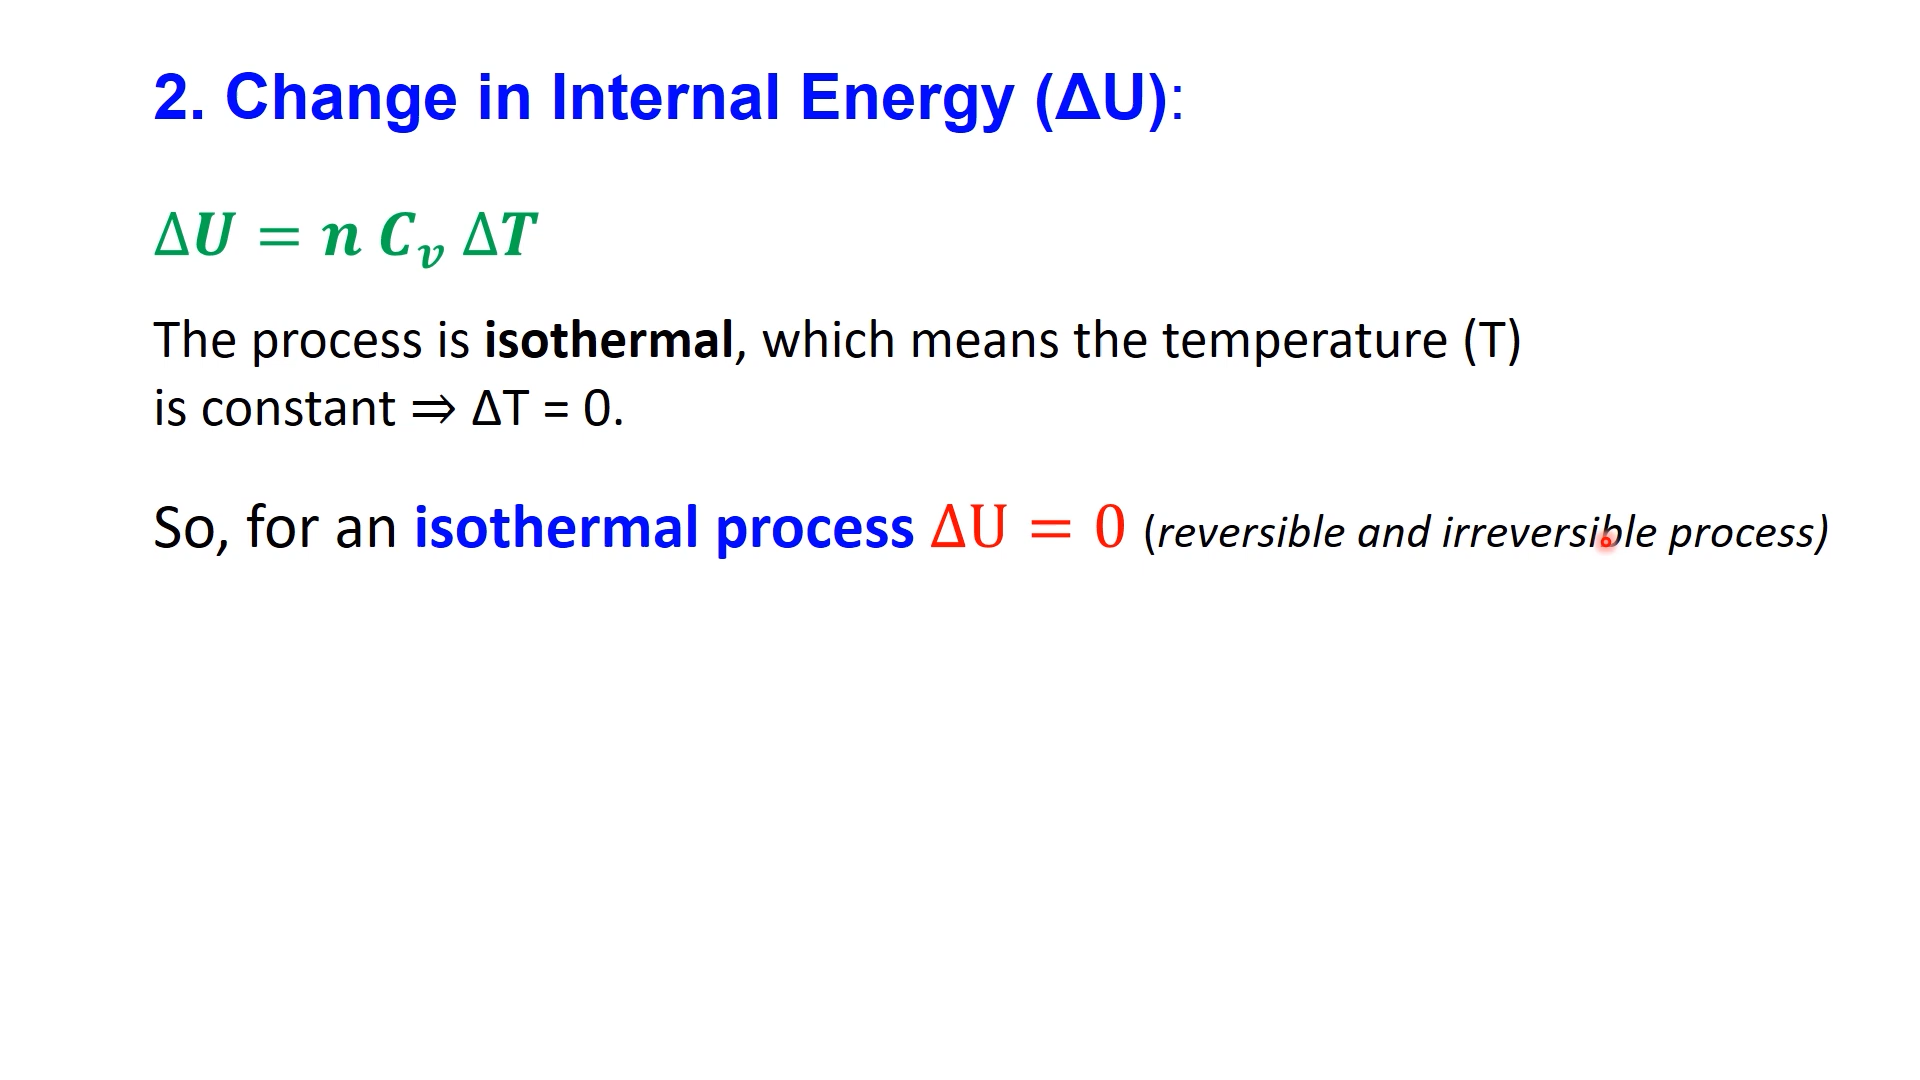 2. Change in Internal Energy (ΔU):
ΔU = n Cᵥ ΔT
The process is isothermal, which means the temperature (T)
is constant ⇒ ΔT = 0.
So, for an isothermal process ΔU = 0 (reversible and irreversible process)